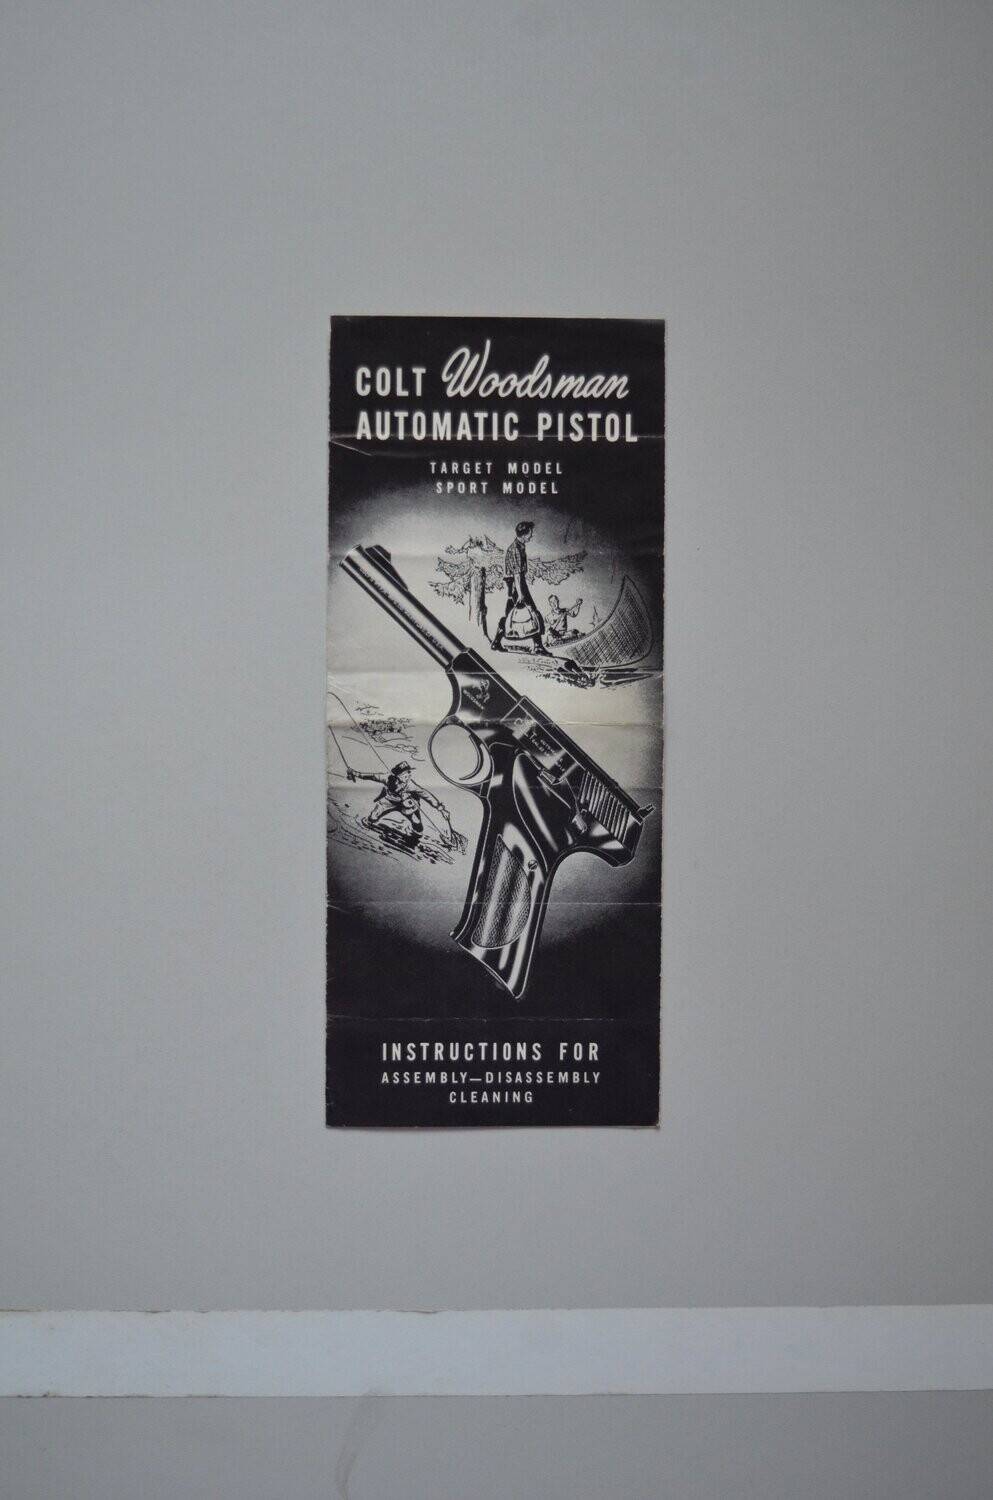 COLT Woodsman
AUTOMATIC PISTOL
TARGET MODEL
SPORT MODEL
INSTRUCTIONS FOR
ASSEMBLY—DISASSEMBLY
CLEANING